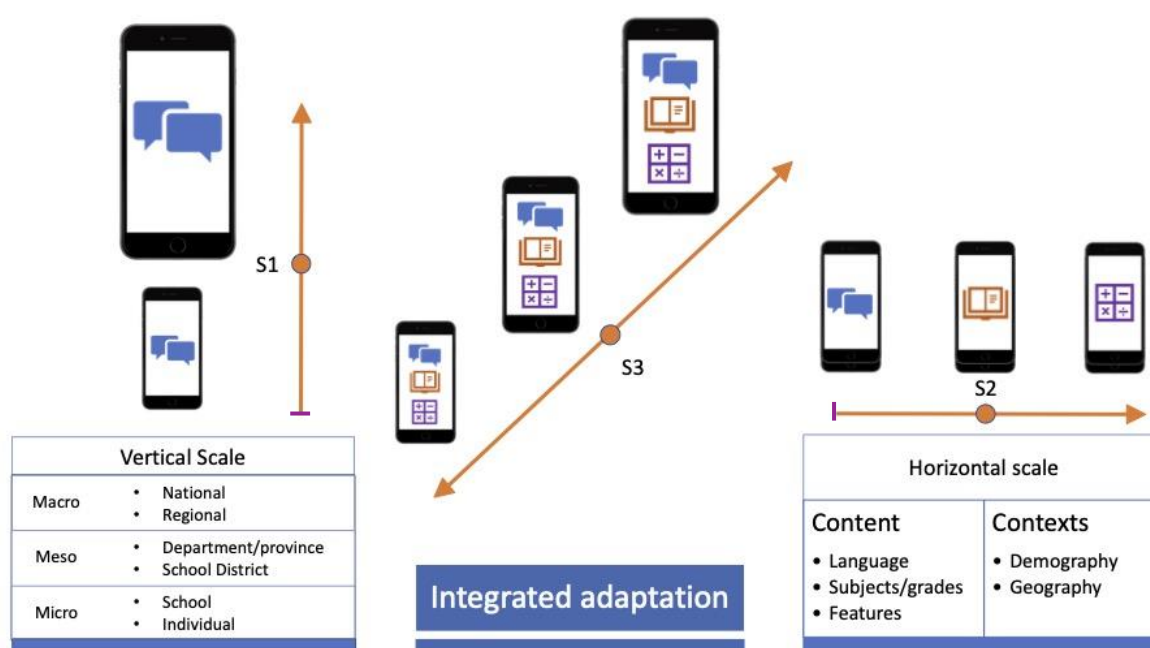 S1
S3
S2
Vertical Scale
Macro
• National
• Regional
Meso
• Department/province
• School District
Micro
• School
• Individual
Integrated adaptation
Horizontal scale
Content
• Language
• Subjects/grades
• Features
Contexts
• Demography
• Geography